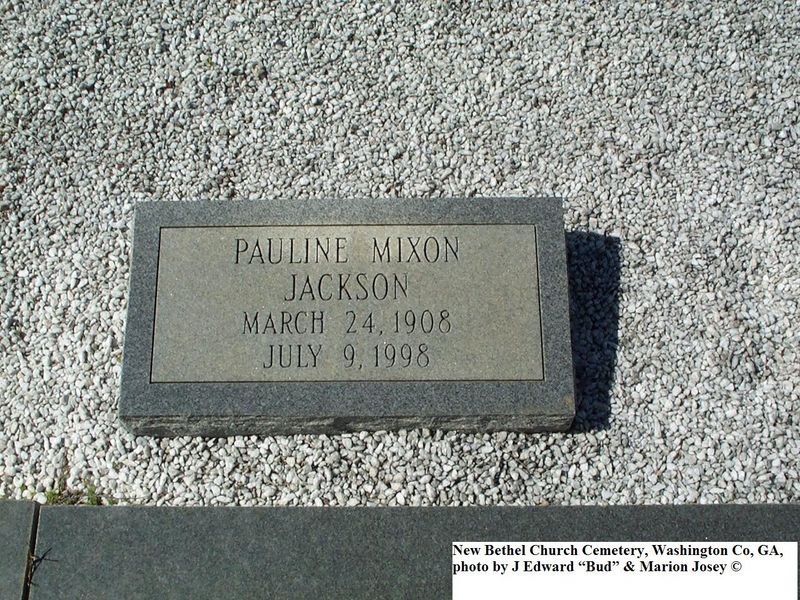 PAULINE MIXON
JACKSON
MARCH 24, 1908
JULY 9, 1998
New Bethel Church Cemetery, Washington Co, GA,
photo by J Edward “Bud” & Marion Josey ©